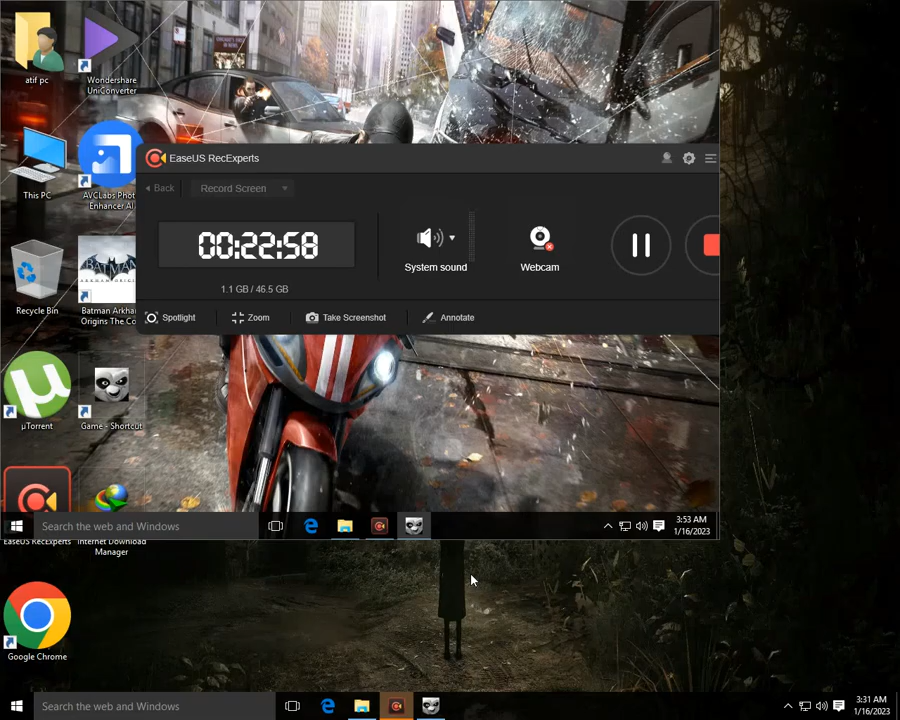 atif pc
Wondershare
UniConverter
This PC
AVCLabs Phot
Enhancer AI
Recycle Bin
BATMAN
Batman Arkha
Origins The Co
µTorrent
Game - Shortcut
EaseUS RecExperts
Internet Download
Manager
Google Chrome
EaseUS RecExperts
Back
Record Screen
00:22:58
1.1 GB / 46.5 GB
System sound
Webcam
Spotlight
Zoom
Take Screenshot
Annotate
Search the web and Windows
3:53 AM
1/16/2023
Search the web and Windows
3:31 AM
1/16/2023